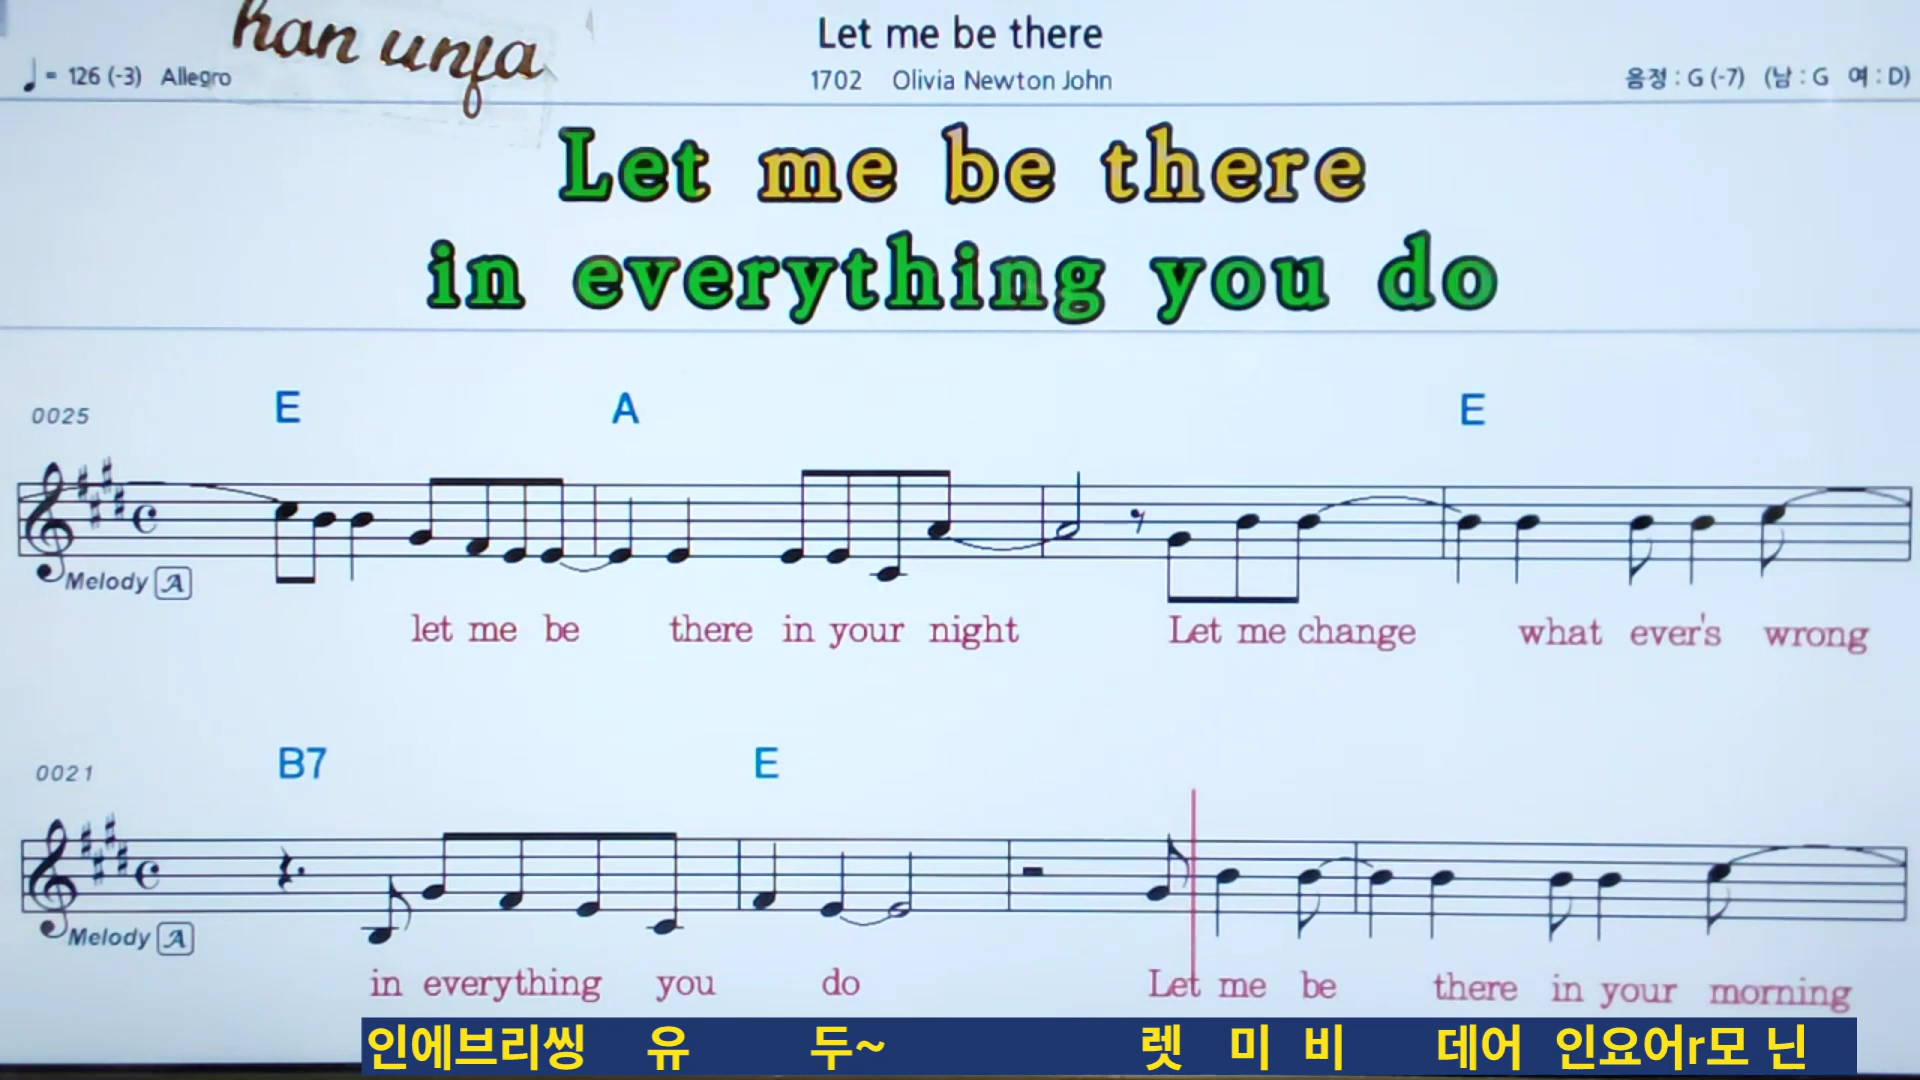 han unja
Let me be there
♩= 126 (-3) Allegro
1702 Olivia Newton John
음정 : G (-7) (남 : G 여 : D)
Let me be there
in everything you do
0025 E A E
Melody A
let me be there in your night Let me change what ever's wrong
0021 B7 E
Melody A
in everything you do Let me be there in your morning
인에브리씽 유 두~ 렛 미 비 데어 인요어r모 닌